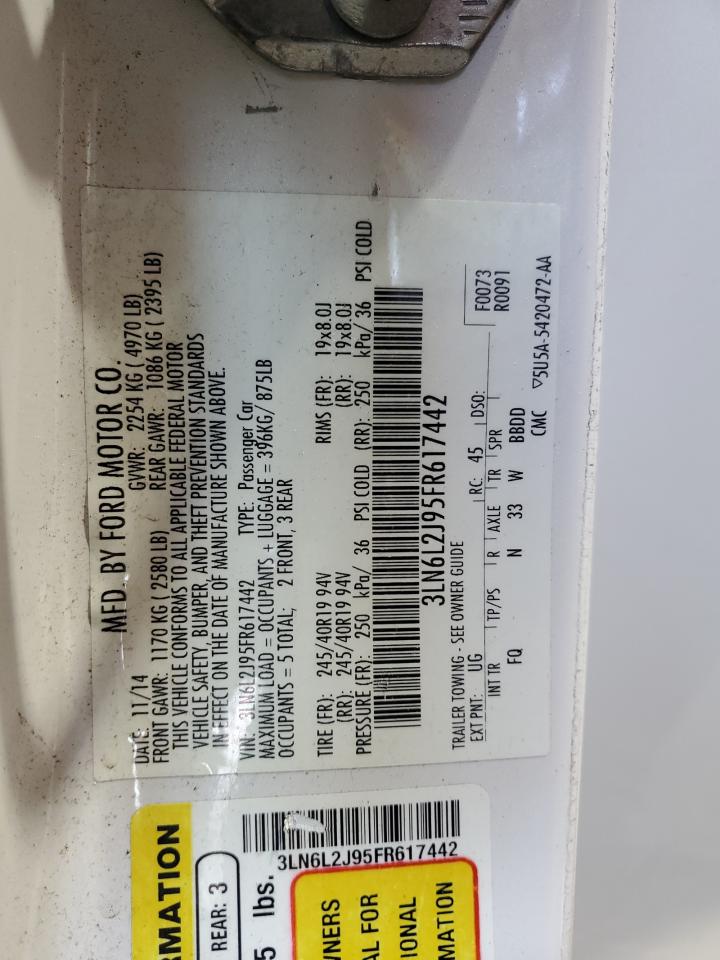 MFD. BY FORD MOTOR CO.
DATE: 11/14 GVWR: 2254 KG ( 4970 LB)
FRONT GAWR: 1170 KG ( 2580 LB) REAR GAWR: 1086 KG ( 2395 LB)
THIS VEHICLE CONFORMS TO ALL APPLICABLE FEDERAL MOTOR
VEHICLE SAFETY, BUMPER, AND THEFT PREVENTION STANDARDS
IN EFFECT ON THE DATE OF MANUFACTURE SHOWN ABOVE.
VIN: 3LN6L2J95FR617442 TYPE: Passenger Car
MAXIMUM LOAD = OCCUPANTS + LUGGAGE = 396KG/ 875LB
OCCUPANTS = 5 TOTAL; 2 FRONT, 3 REAR
TIRE (FR): 245/40R19 94V RIMS (FR): 19x8.0J
(RR): 245/40R19 94V (RR): 19x8.0J
PRESSURE (FR): 250 kPa/ 36 PSI COLD (RR): 250 kPa/ 36 PSI COLD
3LN6L2J95FR617442
TRAILER TOWING - SEE OWNER GUIDE
EXT PNT: UG RC: 45 DSO: F0073
INT TR TP/PS R AXLE TR SPR R0091
FQ N 33 W BBDD
CMC ▽5U5A-5420472-AA
RMATION
REAR: 3
5 lbs.
3LN6L2J95FR617442
WNERS
AL FOR
IONAL
MATION